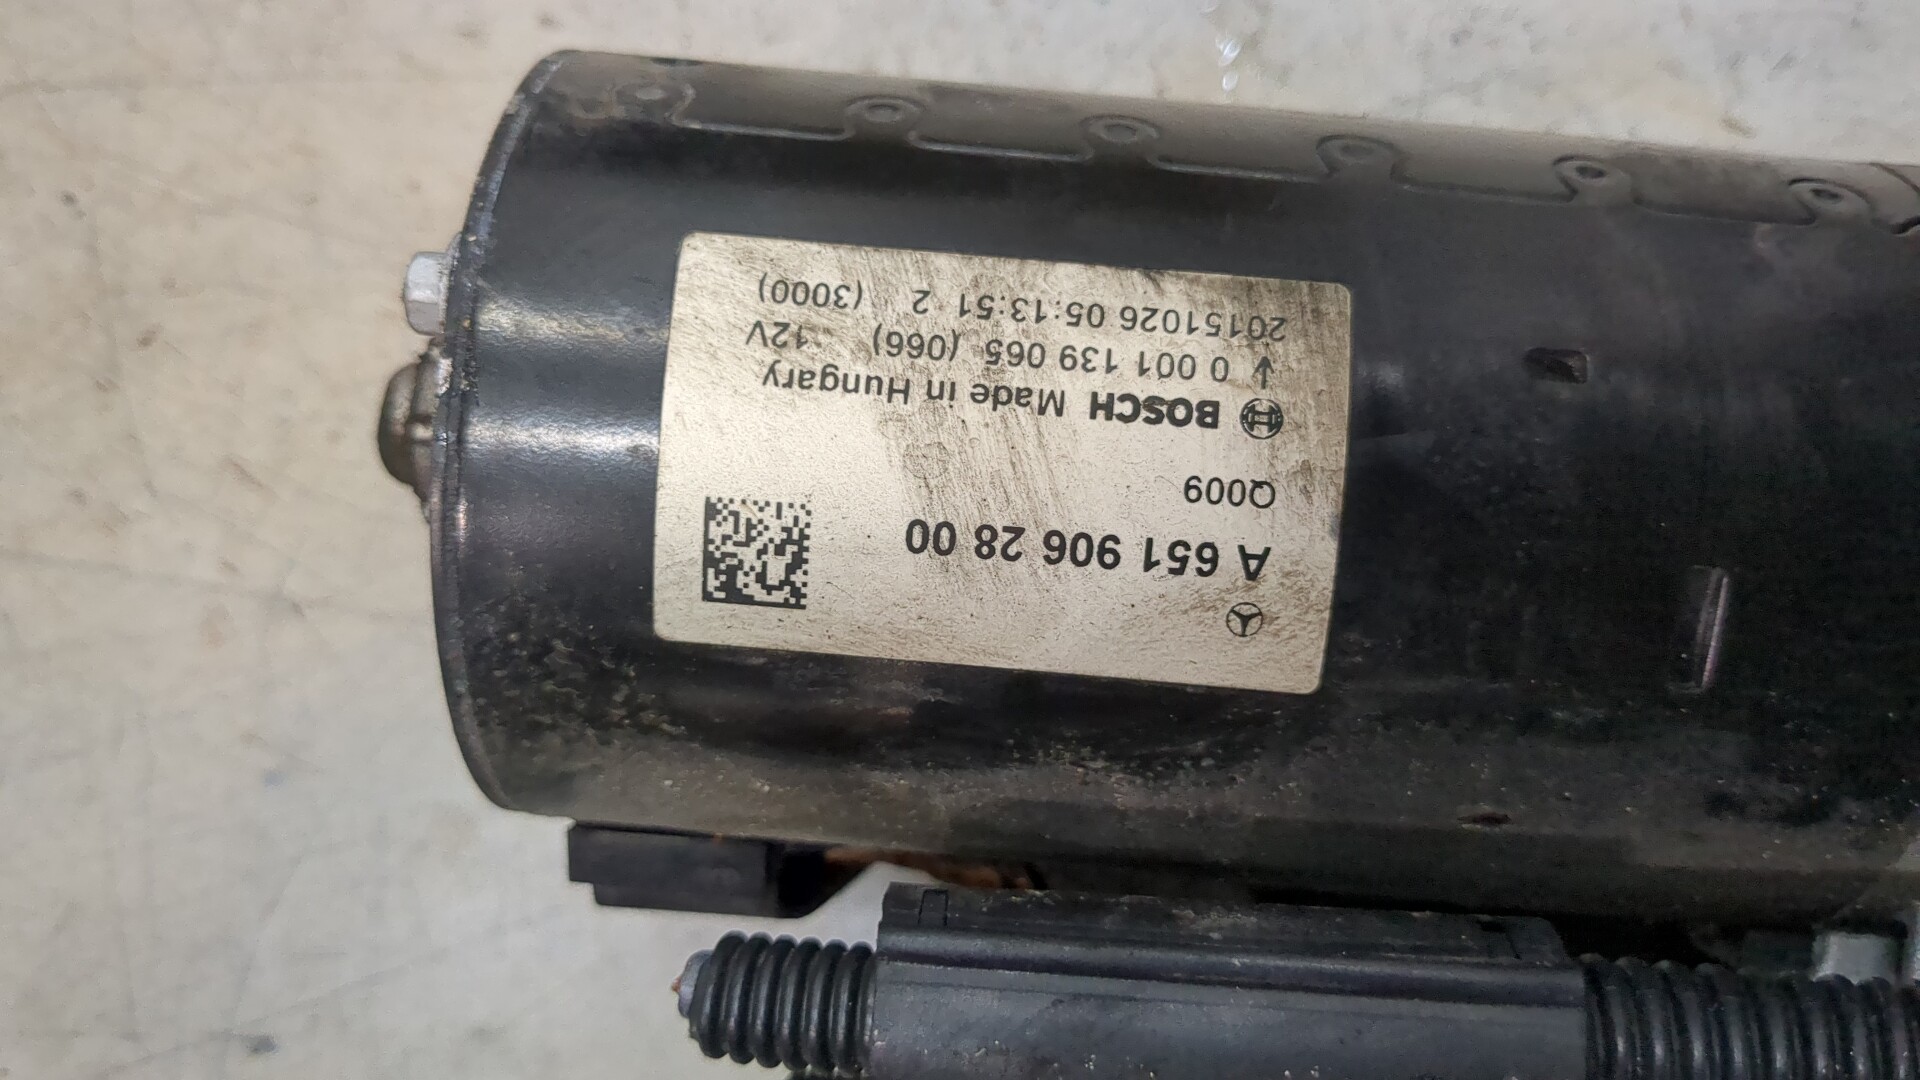 A 651 906 28 00
Q009
BOSCH Made in Hungary
0 001 139 065 (066) 12V
20151026 05:13:51 2 (3000)